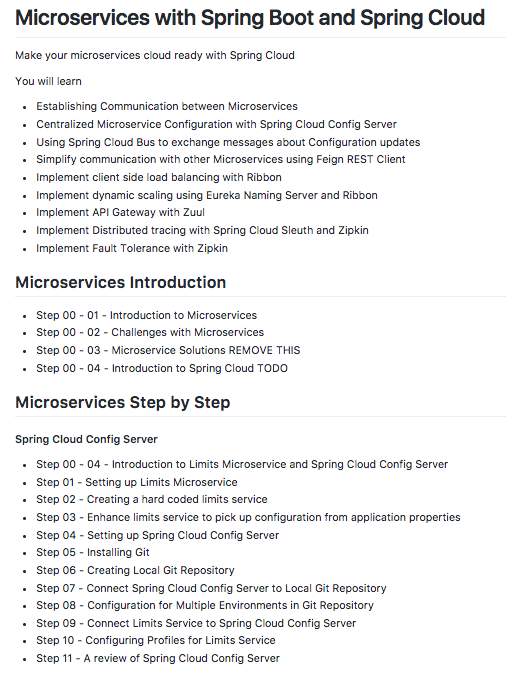 Microservices with Spring Boot and Spring Cloud
Make your microservices cloud ready with Spring Cloud
You will learn
• Establishing Communication between Microservices
• Centralized Microservice Configuration with Spring Cloud Config Server
• Using Spring Cloud Bus to exchange messages about Configuration updates
• Simplify communication with other Microservices using Feign REST Client
• Implement client side load balancing with Ribbon
• Implement dynamic scaling using Eureka Naming Server and Ribbon
• Implement API Gateway with Zuul
• Implement Distributed tracing with Spring Cloud Sleuth and Zipkin
• Implement Fault Tolerance with Zipkin
Microservices Introduction
• Step 00 - 01 - Introduction to Microservices
• Step 00 - 02 - Challenges with Microservices
• Step 00 - 03 - Microservice Solutions REMOVE THIS
• Step 00 - 04 - Introduction to Spring Cloud TODO
Microservices Step by Step
Spring Cloud Config Server
• Step 00 - 04 - Introduction to Limits Microservice and Spring Cloud Config Server
• Step 01 - Setting up Limits Microservice
• Step 02 - Creating a hard coded limits service
• Step 03 - Enhance limits service to pick up configuration from application properties
• Step 04 - Setting up Spring Cloud Config Server
• Step 05 - Installing Git
• Step 06 - Creating Local Git Repository
• Step 07 - Connect Spring Cloud Config Server to Local Git Repository
• Step 08 - Configuration for Multiple Environments in Git Repository
• Step 09 - Connect Limits Service to Spring Cloud Config Server
• Step 10 - Configuring Profiles for Limits Service
• Step 11 - A review of Spring Cloud Config Server